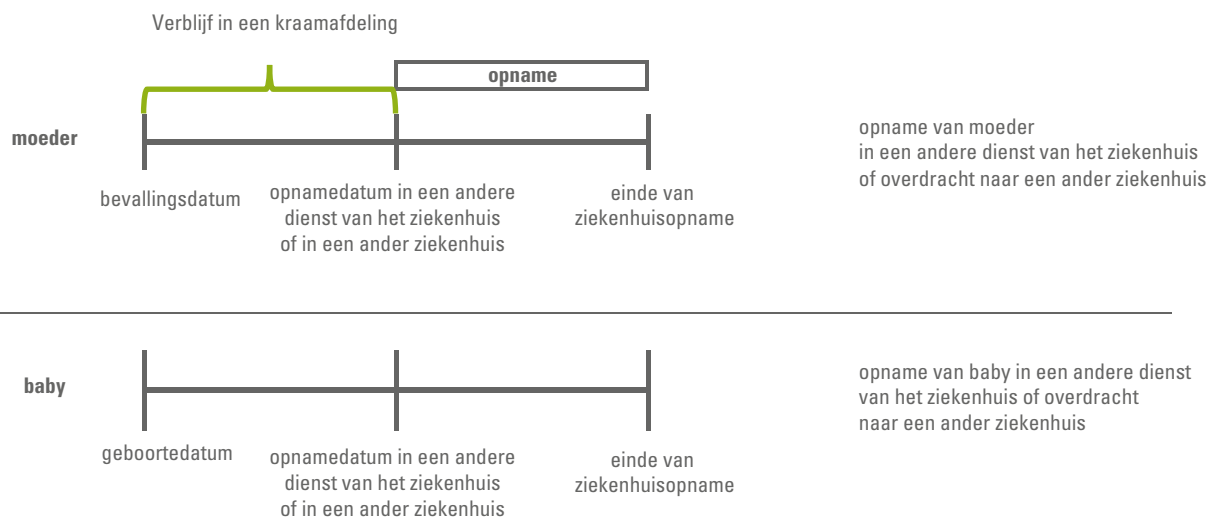 Verblijf in een kraamafdeling
opname
moeder
bevallingsdatum
opnamedatum in een andere
dienst van het ziekenhuis
of in een ander ziekenhuis
einde van
ziekenhuisopname
opname van moeder
in een andere dienst van het ziekenhuis
of overdracht naar een ander ziekenhuis
baby
geboortedatum
opnamedatum in een andere
dienst van het ziekenhuis
of in een ander ziekenhuis
einde van
ziekenhuisopname
opname van baby in een andere dienst
van het ziekenhuis of overdracht
naar een ander ziekenhuis